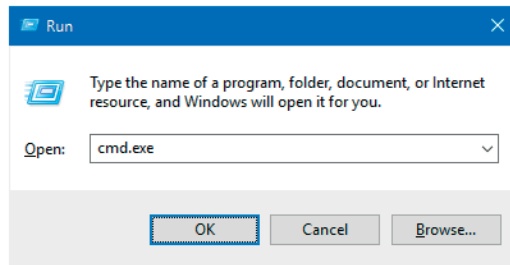 Run
Type the name of a program, folder, document, or Internet
resource, and Windows will open it for you.
Open: cmd.exe
OK Cancel Browse...